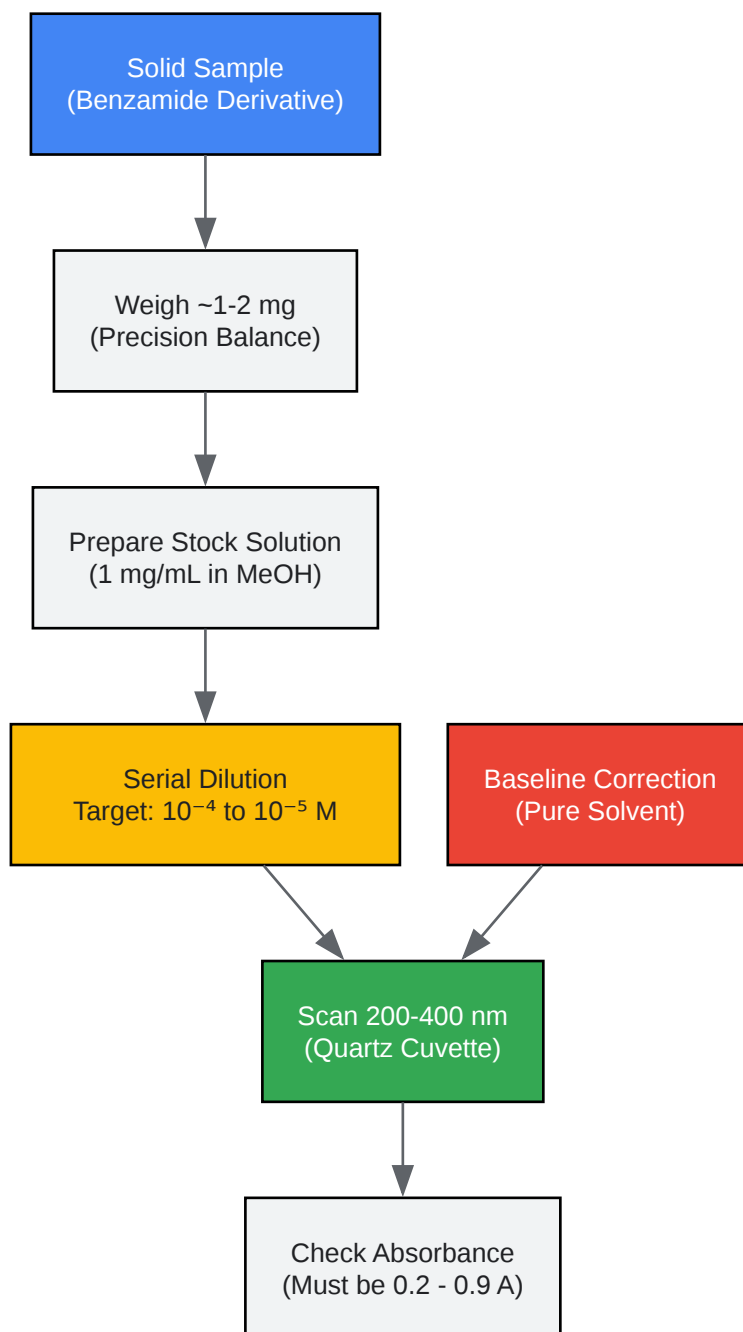 Solid Sample
(Benzamide Derivative)
Weigh ~1-2 mg
(Precision Balance)
Prepare Stock Solution
(1 mg/mL in MeOH)
Serial Dilution
Target: 10⁻⁴ to 10⁻⁵ M
Baseline Correction
(Pure Solvent)
Scan 200-400 nm
(Quartz Cuvette)
Check Absorbance
(Must be 0.2 - 0.9 A)